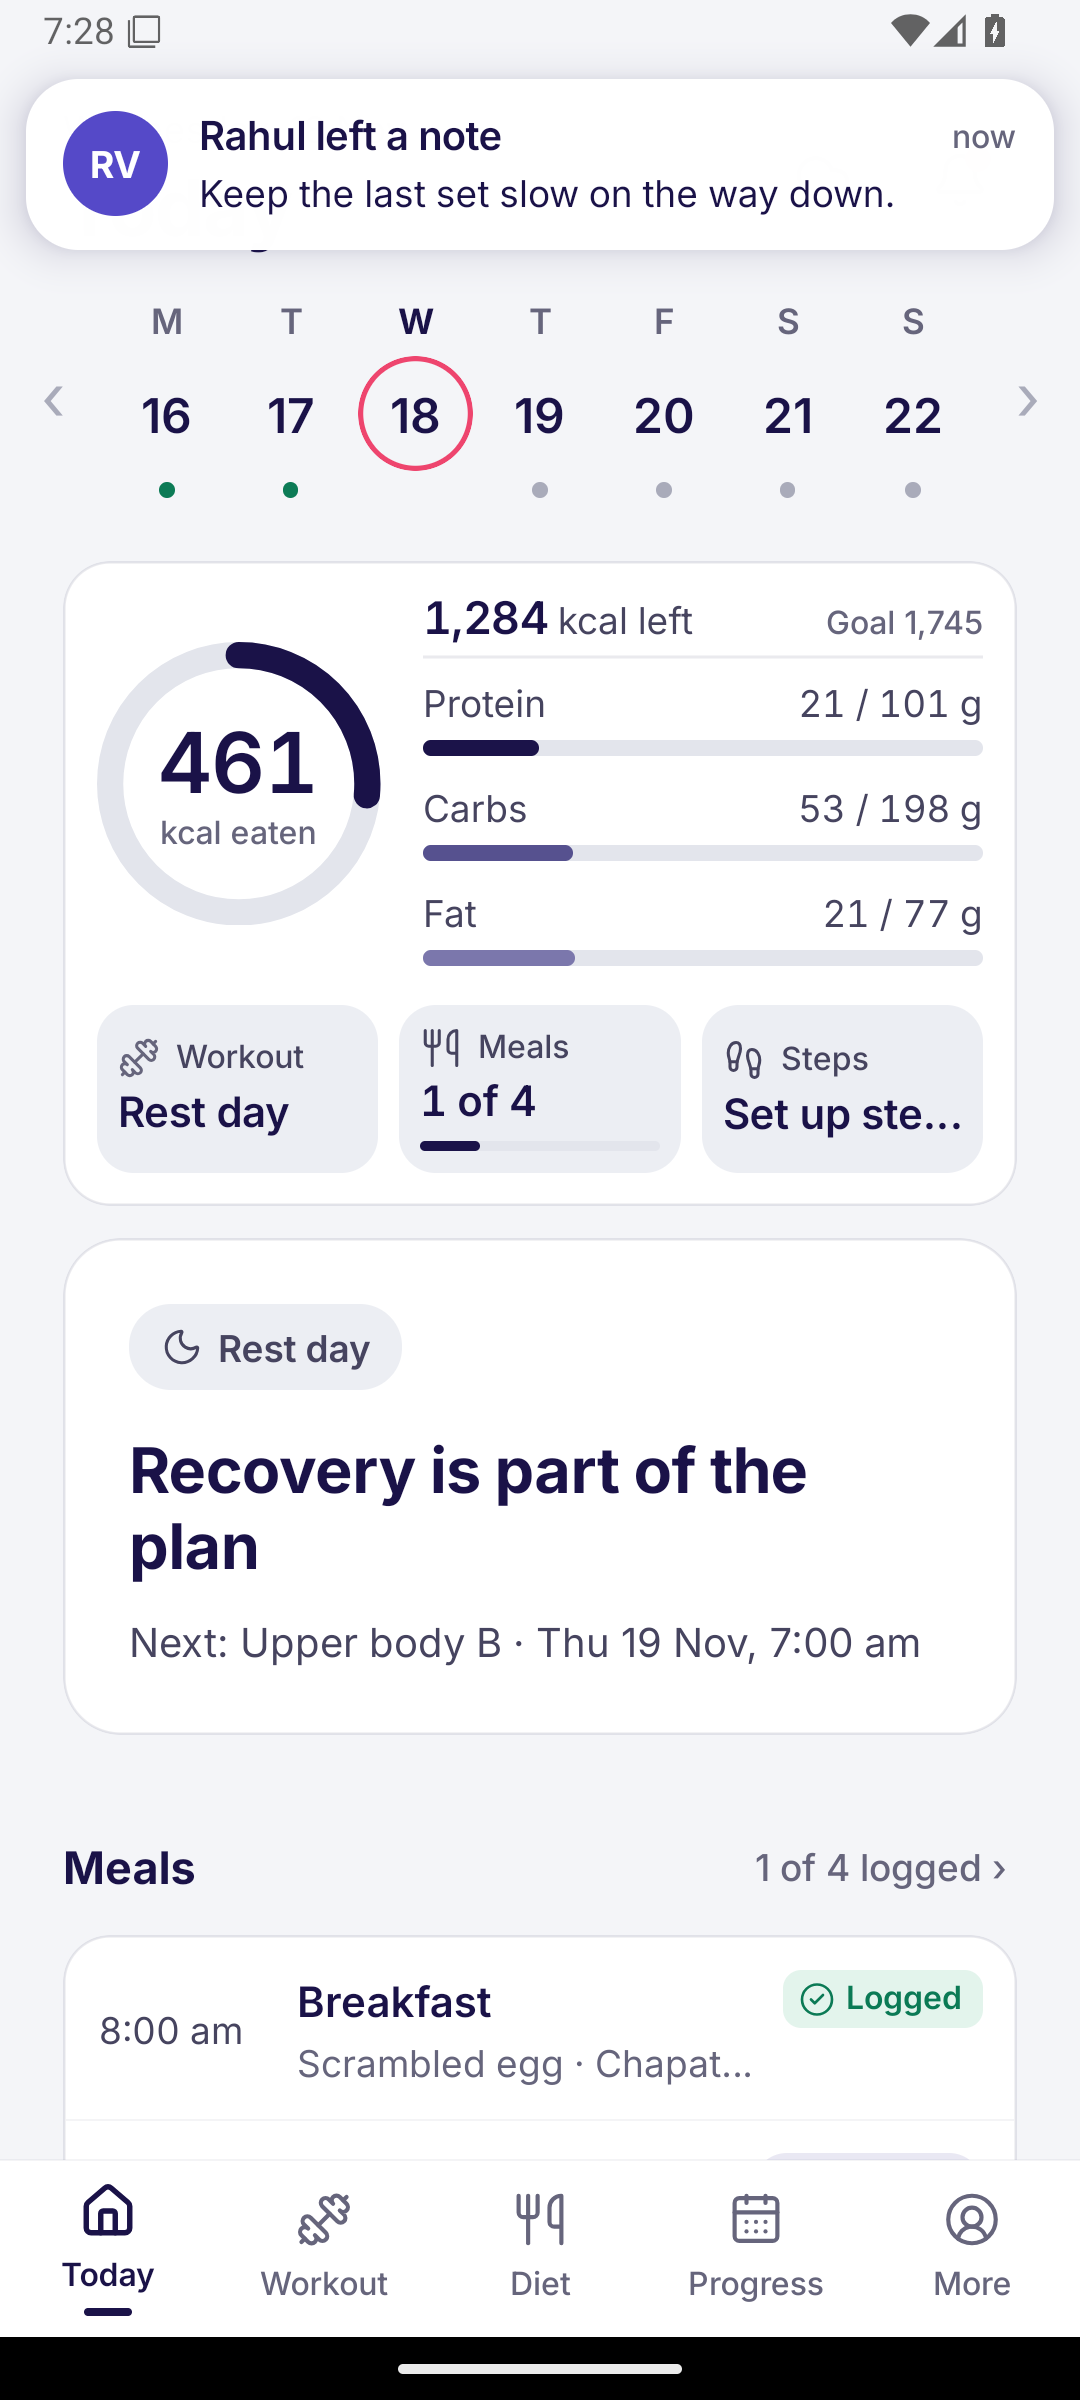 7:28
RV
Rahul left a note
now
Keep the last set slow on the way down.
M T W T F S S
‹ 16 17 18 19 20 21 22 ›
1,284 kcal left
Goal 1,745
461
kcal eaten
Protein
21 / 101 g
Carbs
53 / 198 g
Fat
21 / 77 g
Workout
Rest day
Meals
1 of 4
Steps
Set up ste...
Rest day
Recovery is part of the
plan
Next: Upper body B · Thu 19 Nov, 7:00 am
Meals
1 of 4 logged ›
8:00 am
Breakfast
Logged
Scrambled egg · Chapat...
Today
Workout
Diet
Progress
More